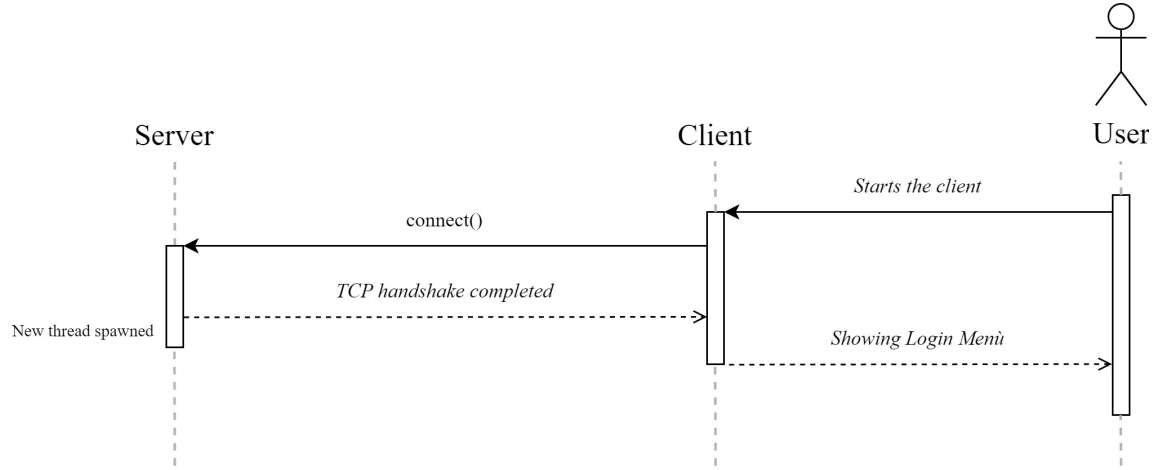 Server
Client
User
Starts the client
connect()
TCP handshake completed
New thread spawned
Showing Login Menù